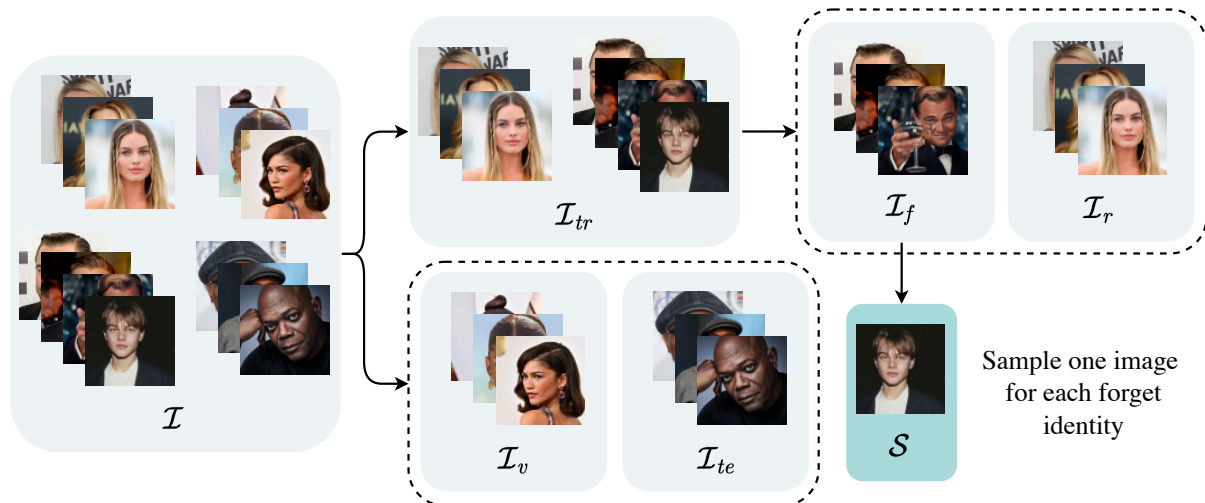 𝓘
𝓘_tr
𝓘_f
𝓘_r
𝓘_v
𝓘_te
𝓢
Sample one image
for each forget
identity